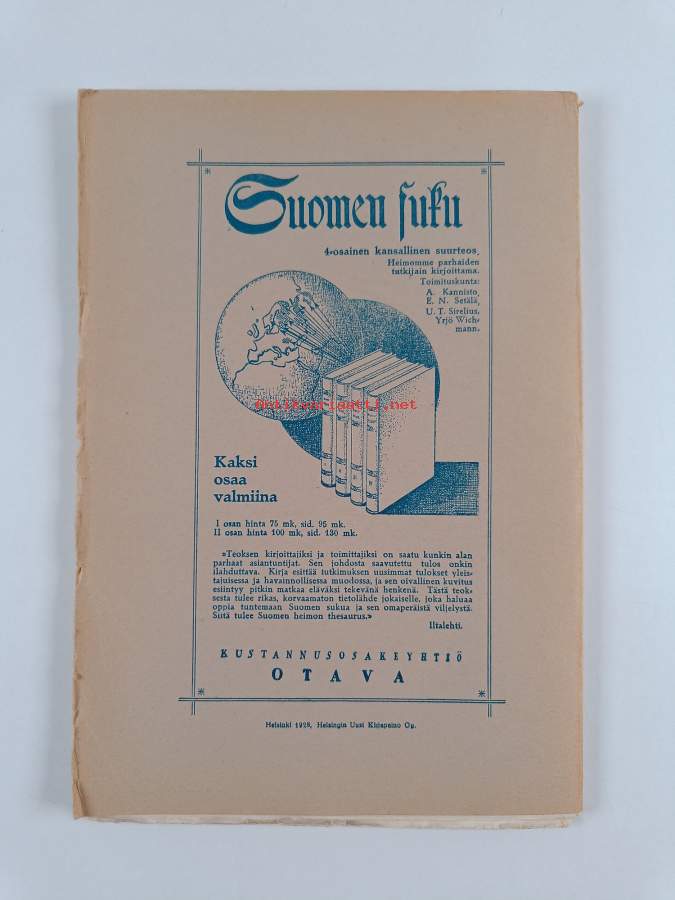 Suomen suku
4-osainen kansallinen suurteos,
Heimomme parhaiden
tutkijain kirjoittama.
Toimituskunta:
A. Kannisto,
E. N. Setälä,
U. T. Sirelius,
Yrjö Wich-
mann.
Antikvariaatti.net
Kaksi
osaa
valmiina
I osan hinta 75 mk, sid. 95 mk.
II osan hinta 100 mk, sid. 130 mk.
»Teoksen kirjoittajiksi ja toimittajiksi on saatu kunkin alan
parhaat asiantuntijat. Sen johdosta saavutettu tulos onkin
ilahduttava. Kirja esittää tutkimuksen uusimmat tulokset yleis-
tajuisessa ja havainnollisessa muodossa, ja sen oivallinen kuvitus
esiintyy pitkin matkaa eläväksi tekevänä henkenä. Tästä teok-
sesta tulee rikas, korvaamaton tietolähde jokaiselle, joka haluaa
oppia tuntemaan Suomen sukua ja sen omaperäistä viljelystä.
Siitä tulee Suomen heimon thesaurus.»
Iltalehti.
KUSTANNUSOSAKEYHTIÖ
OTAVA
Helsinki 1928, Helsingin Uusi Kirjapaino Oy.